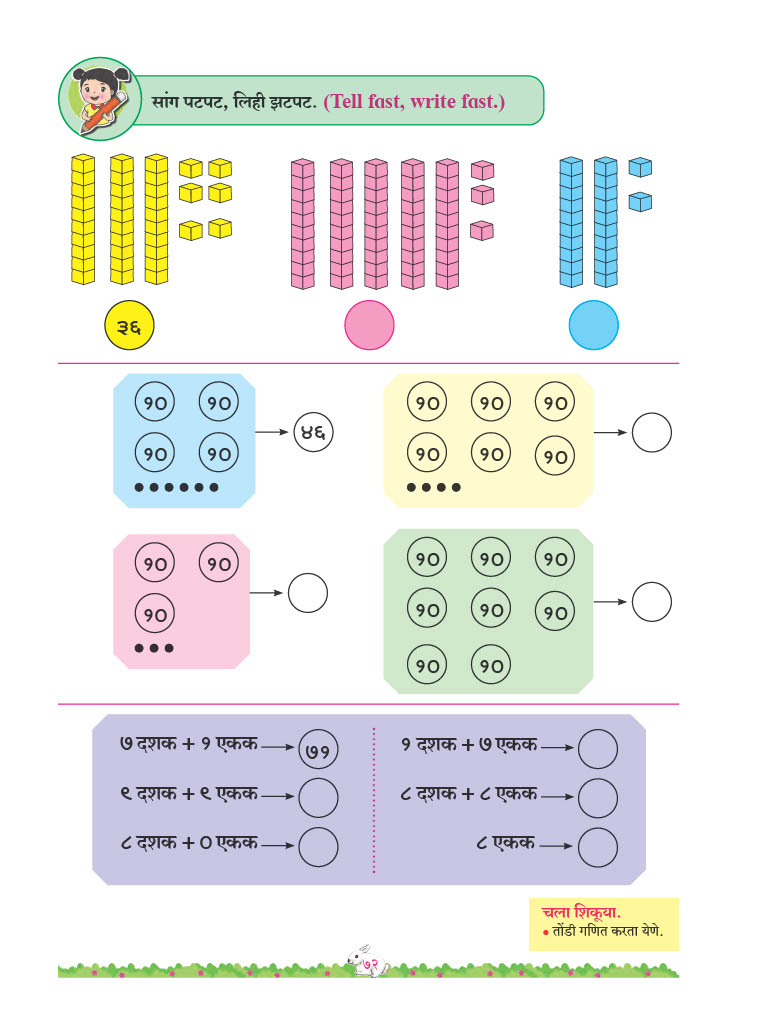 सांग पटपट, लिही झटपट. (Tell fast, write fast.)
३६
१० १०
१० १०
४६
१० १० १०
१० १० १०
१० १०
१०
१० १० १०
१० १० १०
१० १०
७ दशक + १ एकक
७१
९ दशक + ९ एकक
८ दशक + ० एकक
१ दशक + ७ एकक
८ दशक + ८ एकक
८ एकक
चला शिकूया.
• तोंडी गणित करता येणे.
७२